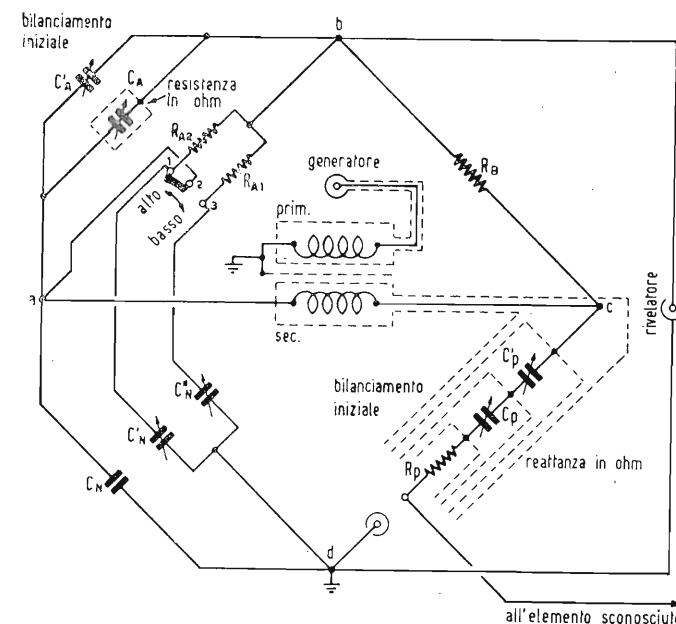 bilanciamento
iniziale
b
C'A
CA
resistenza
in ohm
RA2
1
2
RA1
alto
basso
3
generatore
RB
prim.
a
c
rivelatore
sec.
C'P
bilanciamento
iniziale
CP
C"N
C'N
RP
reattanza in ohm
CN
d
all'elemento sconosciuto